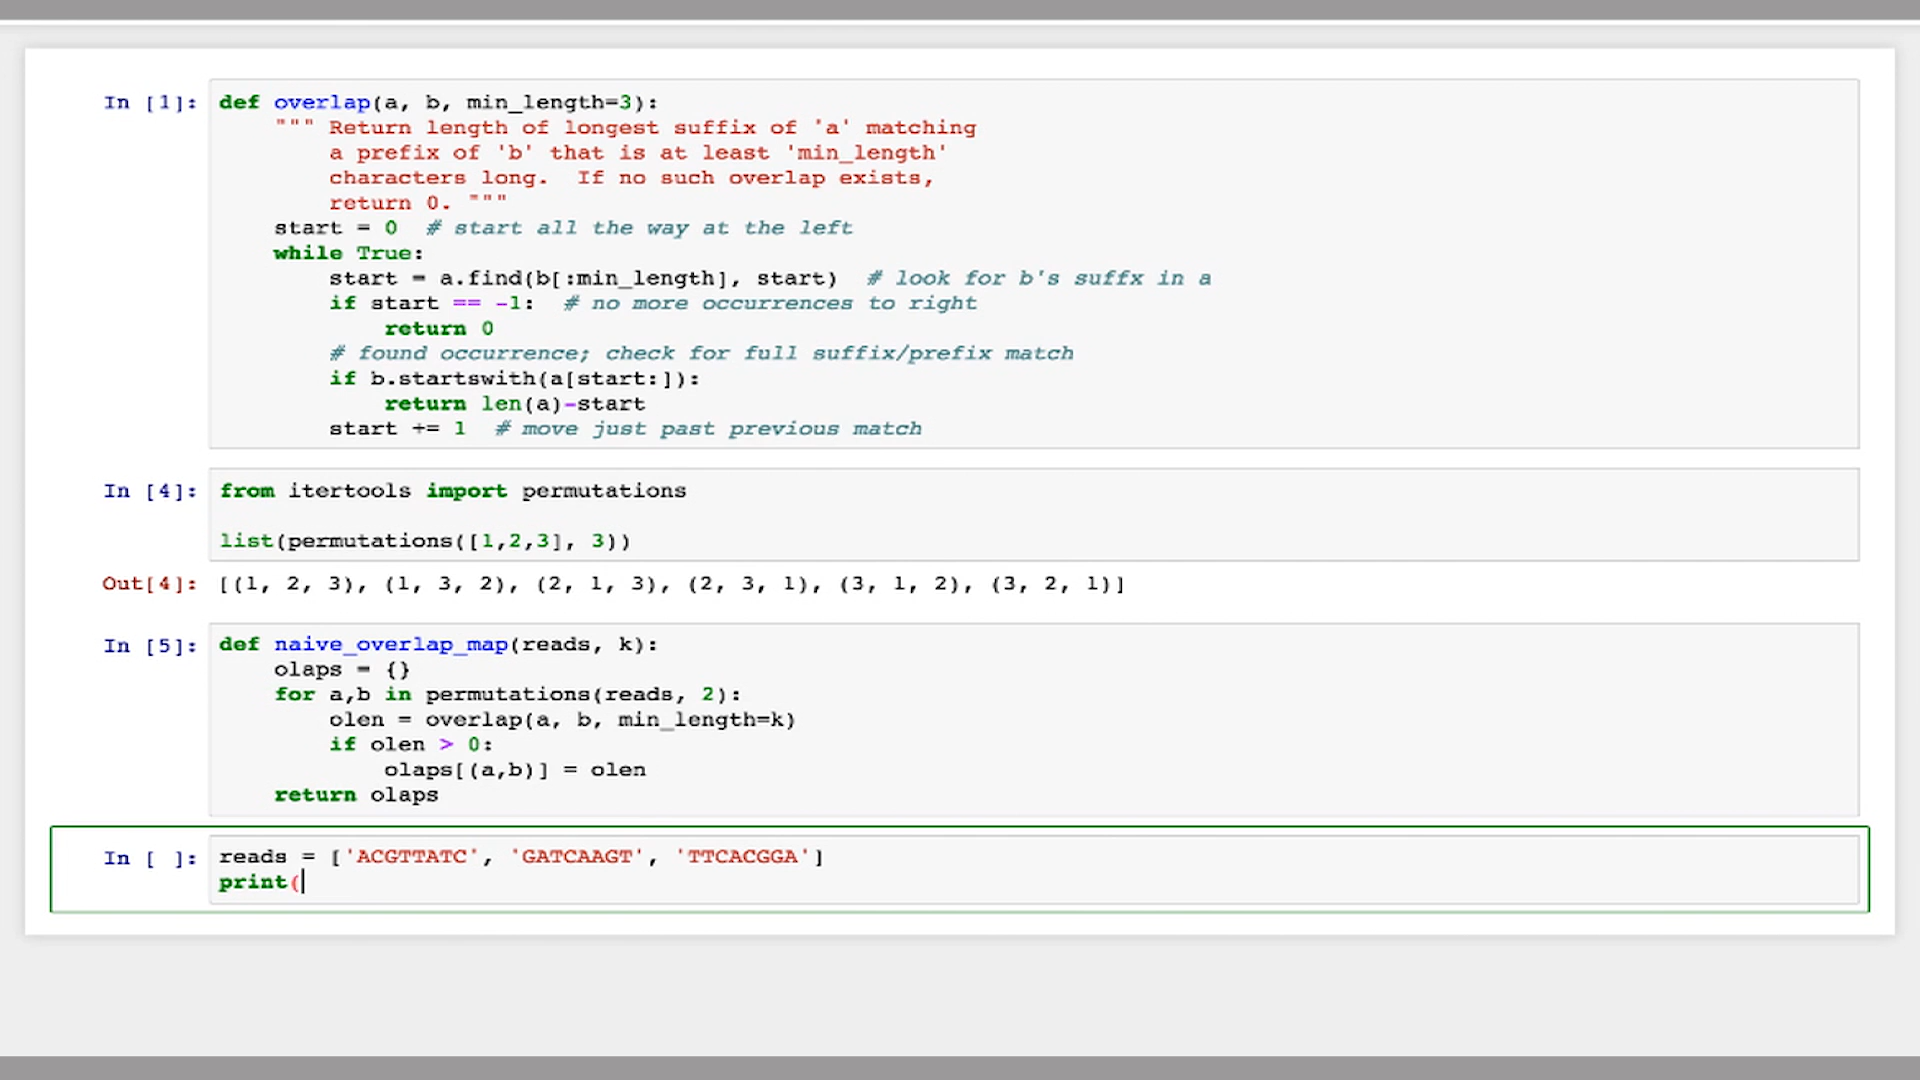 In [1]: def overlap(a, b, min_length=3):
""" Return length of longest suffix of 'a' matching
a prefix of 'b' that is at least 'min_length'
characters long.  If no such overlap exists,
return 0. """
start = 0  # start all the way at the left
while True:
start = a.find(b[:min_length], start)  # look for b's suffx in a
if start == -1:  # no more occurrences to right
return 0
# found occurrence; check for full suffix/prefix match
if b.startswith(a[start:]):
return len(a)-start
start += 1  # move just past previous match
In [4]: from itertools import permutations
list(permutations([1,2,3], 3))
Out[4]: [(1, 2, 3), (1, 3, 2), (2, 1, 3), (2, 3, 1), (3, 1, 2), (3, 2, 1)]
In [5]: def naive_overlap_map(reads, k):
olaps = {}
for a,b in permutations(reads, 2):
olen = overlap(a, b, min_length=k)
if olen > 0:
olaps[(a,b)] = olen
return olaps
In [ ]: reads = ['ACGTTATC', 'GATCAAGT', 'TTCACGGA']
print(